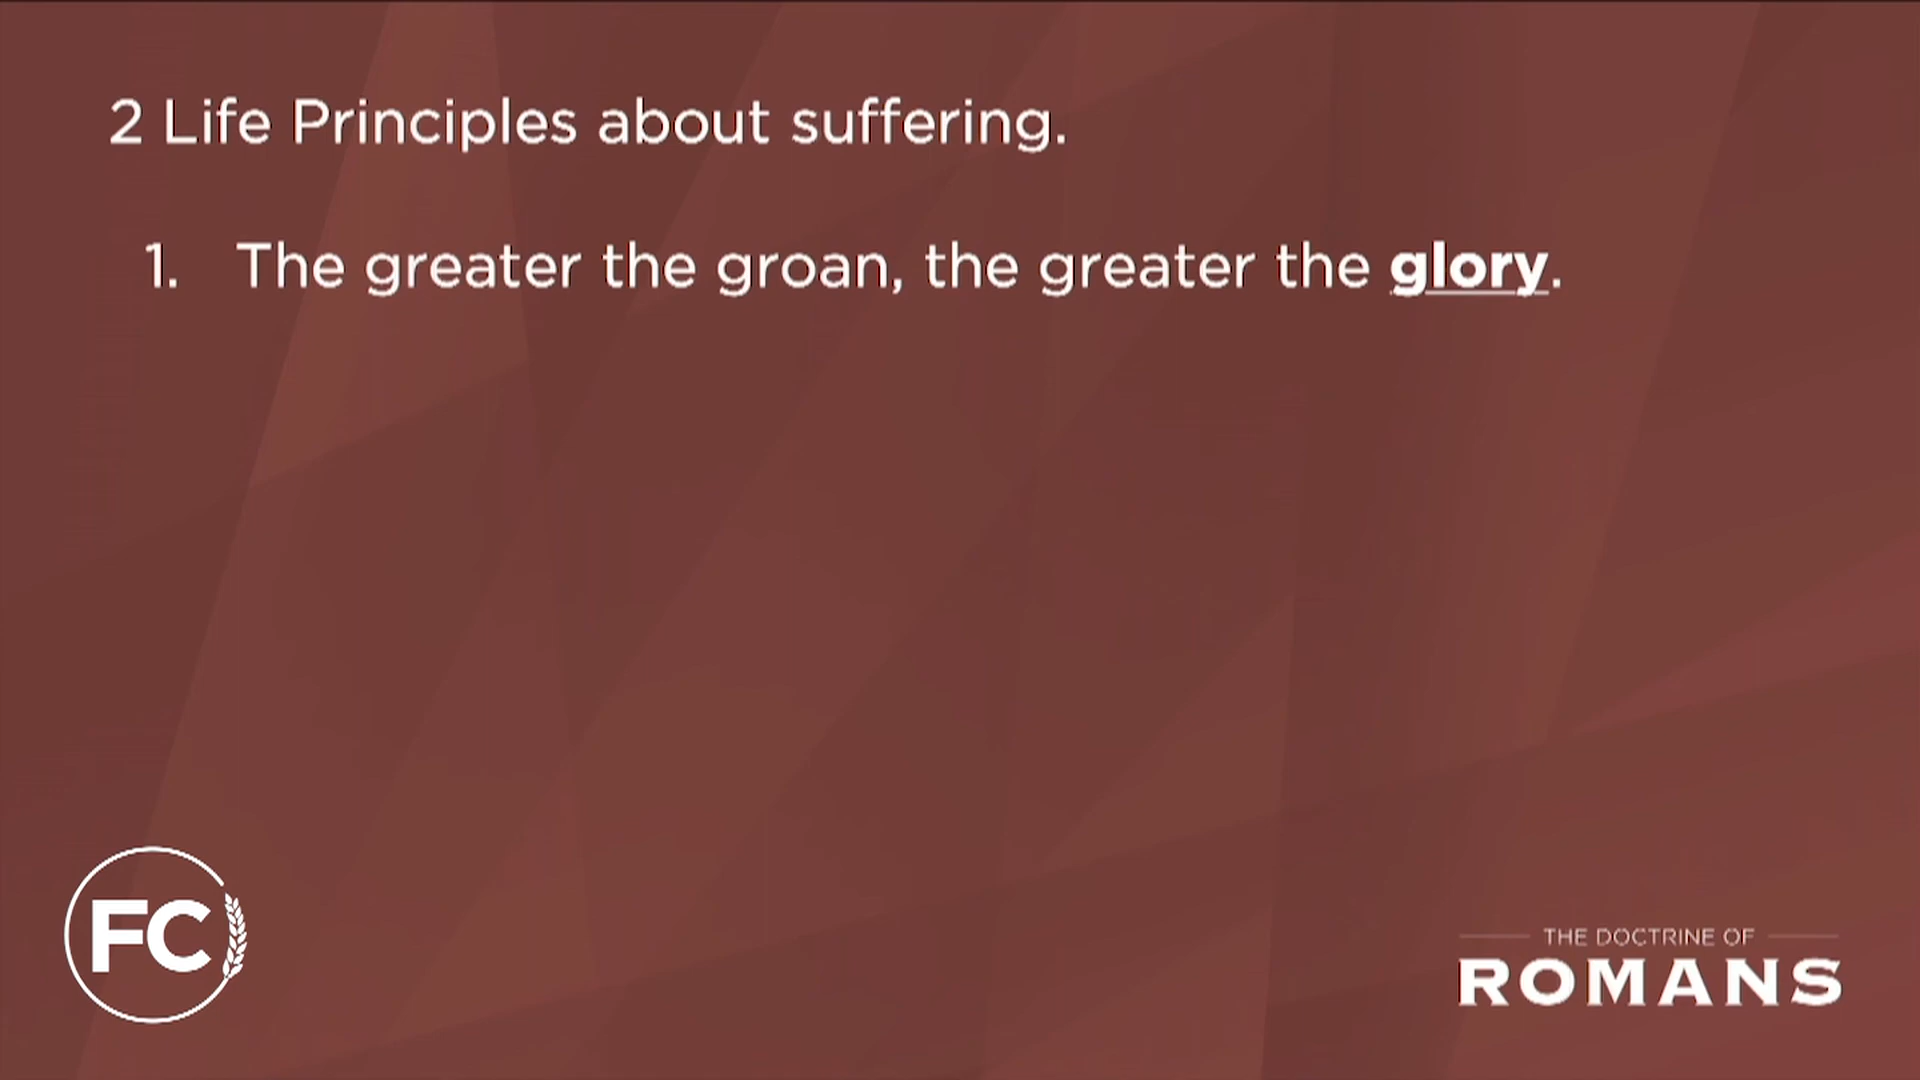 2 Life Principles about suffering.
1. The greater the groan, the greater the glory.
FC
THE DOCTRINE OF
ROMANS